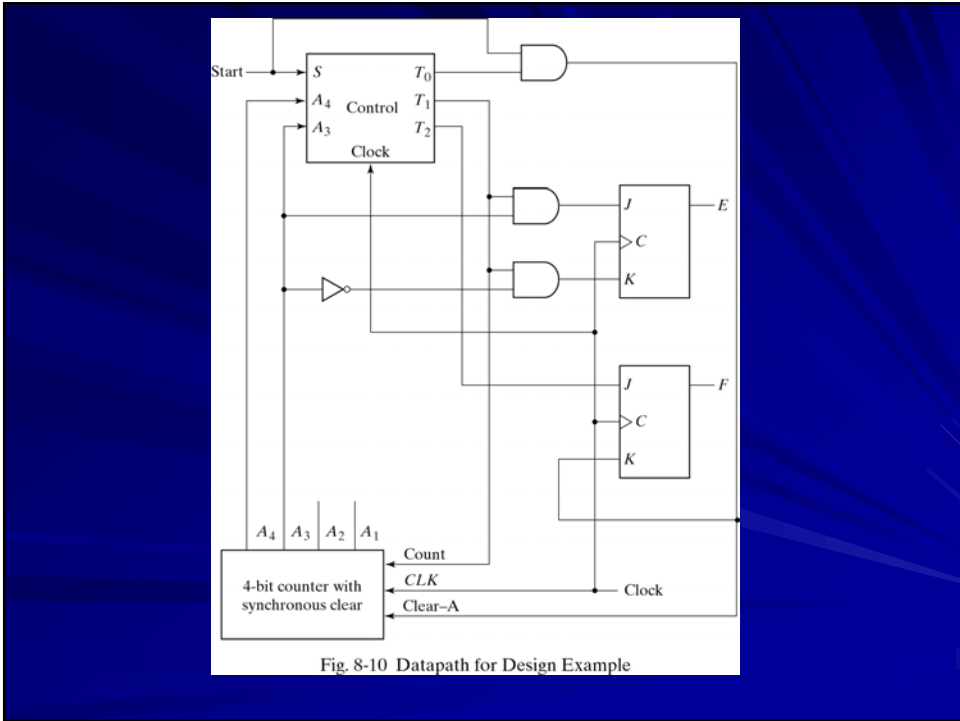 Start
S
T0
A4
Control
T1
A3
T2
Clock
J
E
C
K
J
F
C
K
A4 A3 A2 A1
Count
4-bit counter with
synchronous clear
CLK
Clock
Clear–A
Fig. 8-10 Datapath for Design Example